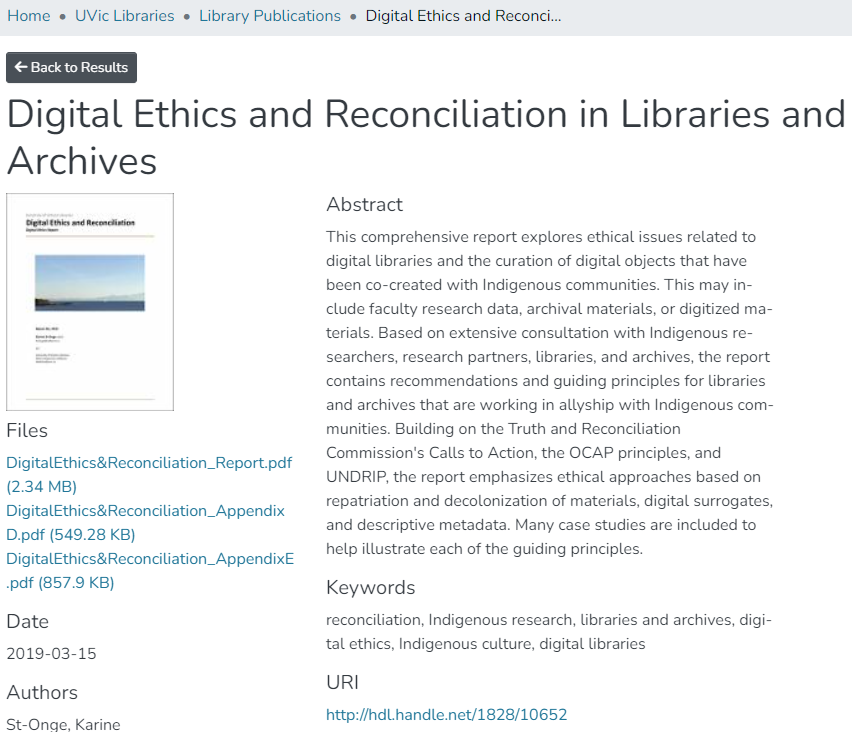 Home • UVic Libraries • Library Publications • Digital Ethics and Reconci...
← Back to Results
Digital Ethics and Reconciliation in Libraries and
Archives
Digital Ethics and Reconciliation
Files
DigitalEthics&Reconciliation_Report.pdf
(2.34 MB)
DigitalEthics&Reconciliation_Appendix
D.pdf (549.28 KB)
DigitalEthics&Reconciliation_AppendixE
.pdf (857.9 KB)
Date
2019-03-15
Authors
St-Onge, Karine
Abstract
This comprehensive report explores ethical issues related to
digital libraries and the curation of digital objects that have
been co-created with Indigenous communities. This may in-
clude faculty research data, archival materials, or digitized ma-
terials. Based on extensive consultation with Indigenous re-
searchers, research partners, libraries, and archives, the report
contains recommendations and guiding principles for libraries
and archives that are working in allyship with Indigenous com-
munities. Building on the Truth and Reconciliation
Commission's Calls to Action, the OCAP principles, and
UNDRIP, the report emphasizes ethical approaches based on
repatriation and decolonization of materials, digital surrogates,
and descriptive metadata. Many case studies are included to
help illustrate each of the guiding principles.
Keywords
reconciliation, Indigenous research, libraries and archives, digi-
tal ethics, Indigenous culture, digital libraries
URI
http://hdl.handle.net/1828/10652